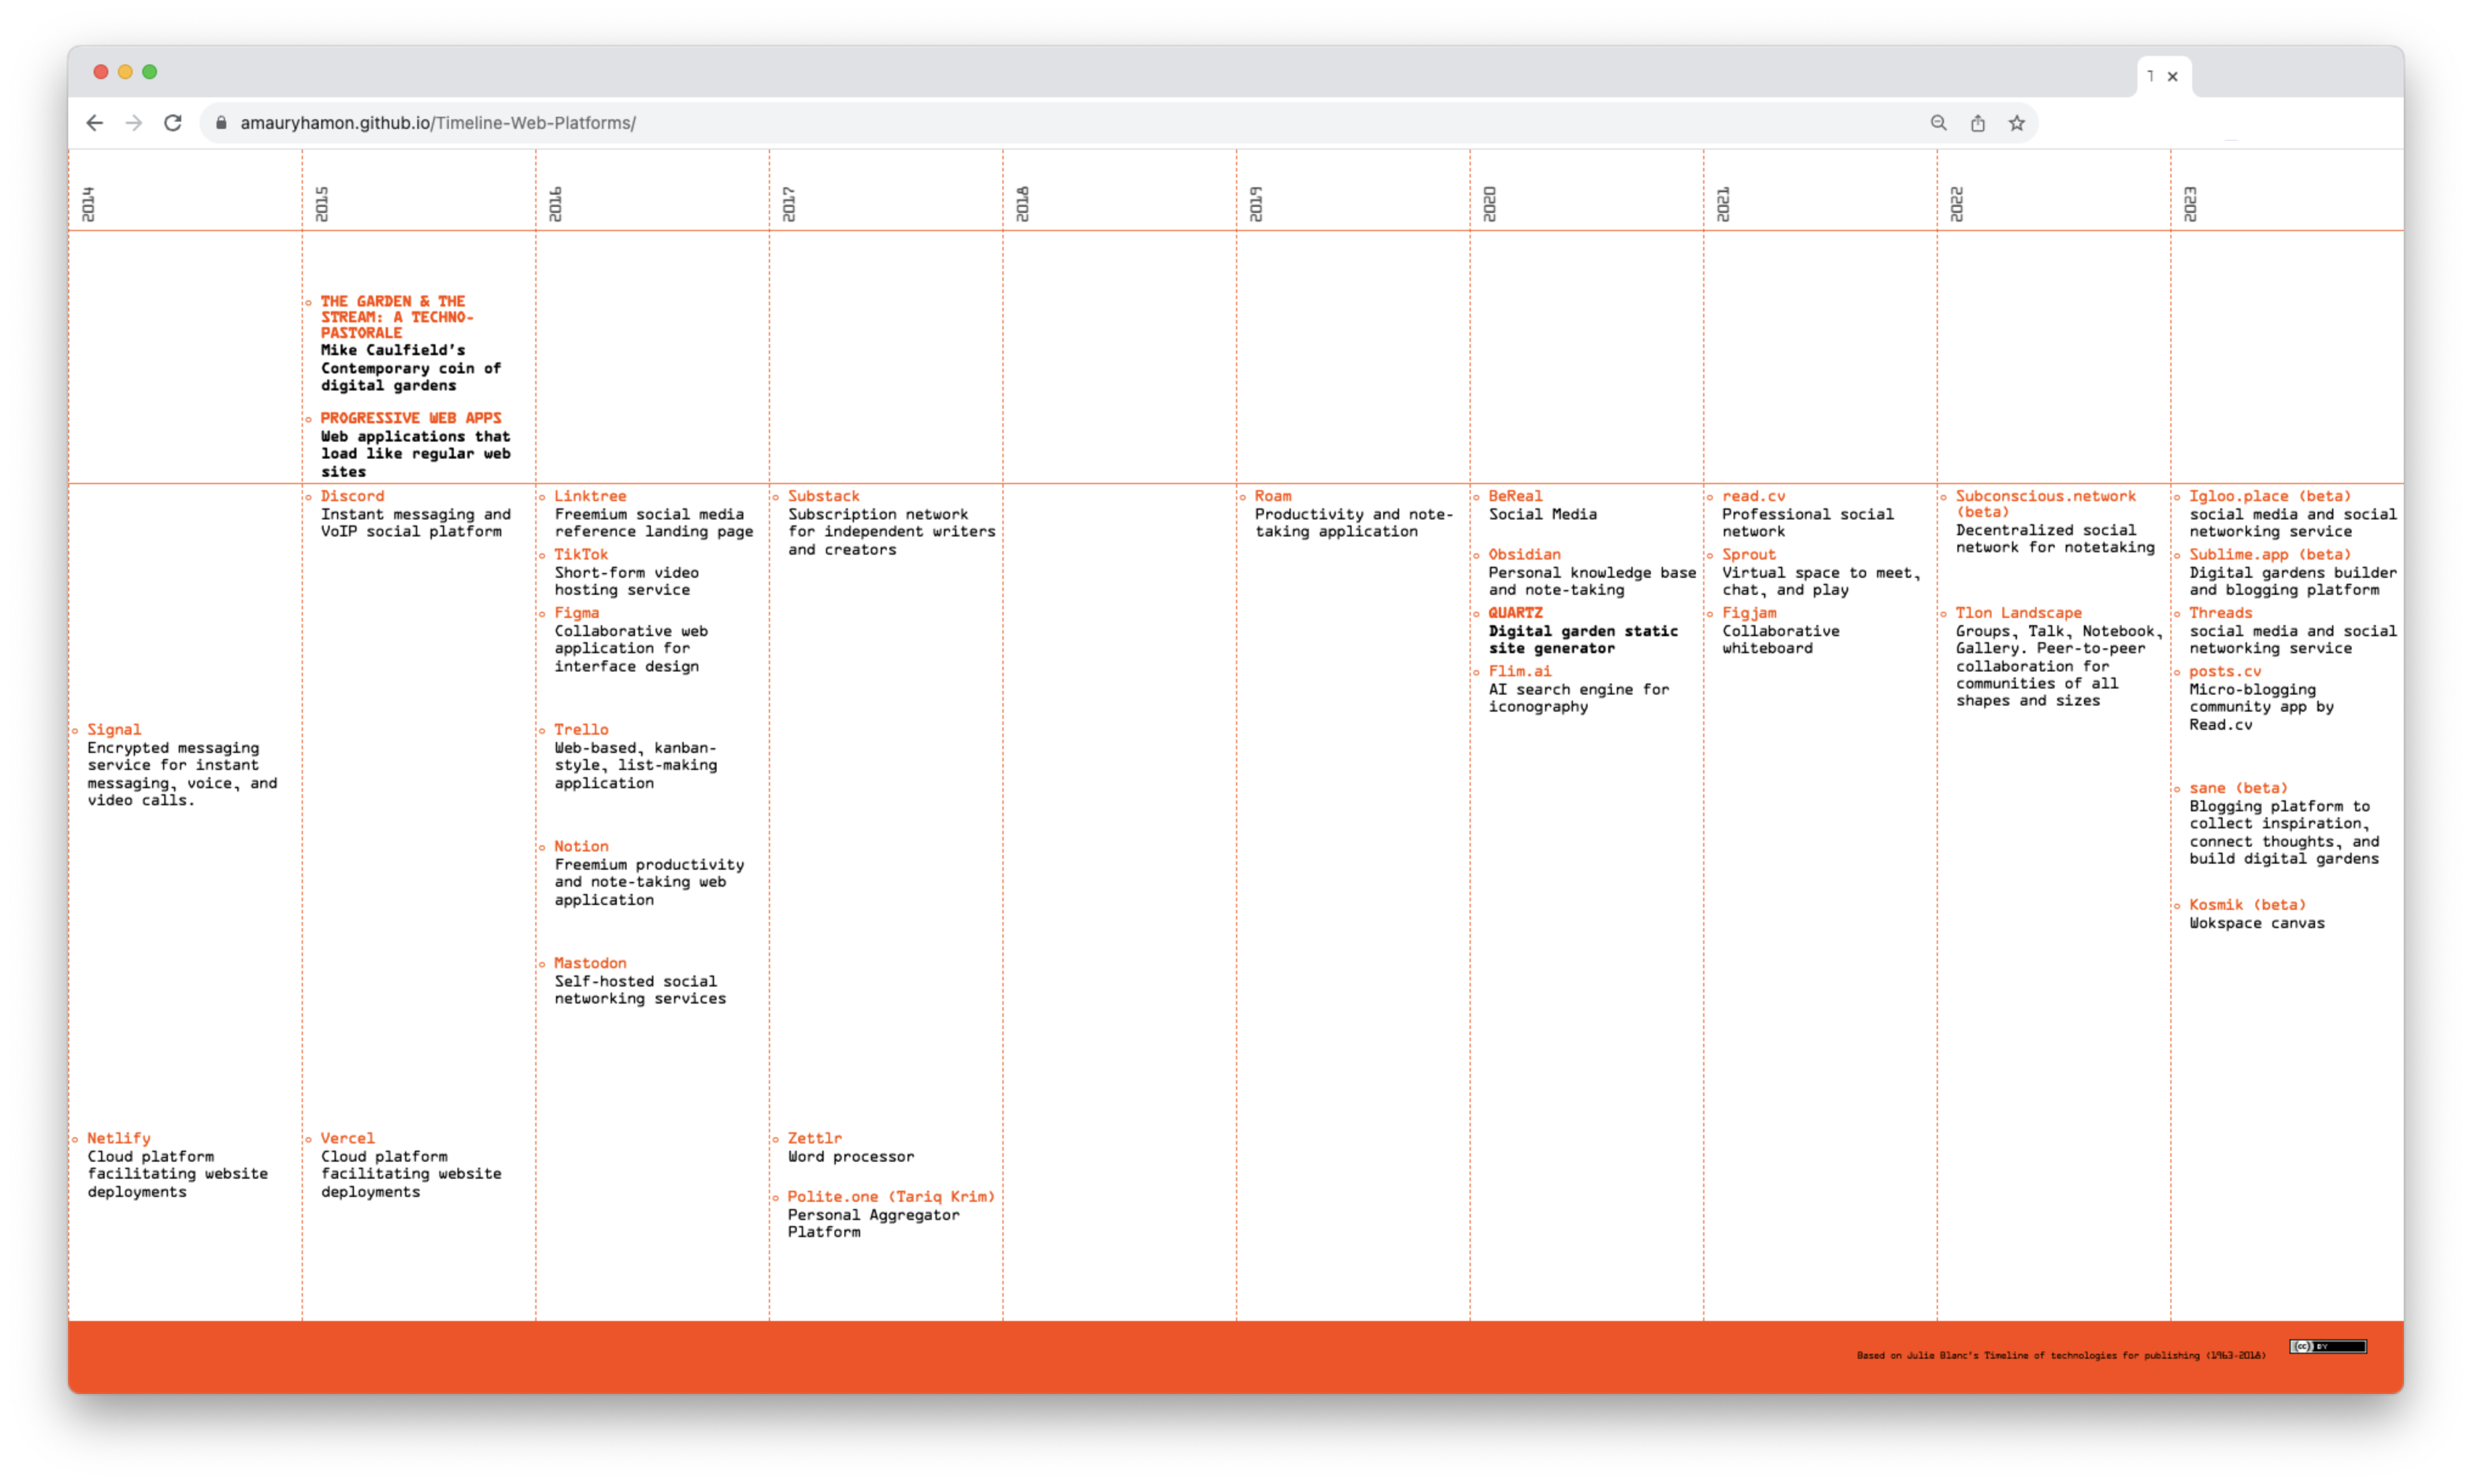 amauryhamon.github.io/Timeline-Web-Platforms/
2014
2015
2016
2017
2018
2019
2020
2021
2022
2023
THE GARDEN & THE
STREAM: A TECHNO-
PASTORALE
Mike Caulfield's
Contemporary coin of
digital gardens
PROGRESSIVE WEB APPS
Web applications that
load like regular web
sites
Signal
Encrypted messaging
service for instant
messaging, voice, and
video calls.
Netlify
Cloud platform
facilitating website
deployments
Discord
Instant messaging and
VoIP social platform
Vercel
Cloud platform
facilitating website
deployments
Linktree
Freemium social media
reference landing page
TikTok
Short-form video
hosting service
Figma
Collaborative web
application for
interface design
Trello
Web-based, kanban-
style, list-making
application
Notion
Freemium productivity
and note-taking web
application
Mastodon
Self-hosted social
networking services
Substack
Subscription network
for independent writers
and creators
Zettlr
Word processor
Polite.one (Tariq Krim)
Personal Aggregator
Platform
Roam
Productivity and note-
taking application
BeReal
Social Media
Obsidian
Personal knowledge base
and note-taking
QUARTZ
Digital garden static
site generator
Flim.ai
AI search engine for
iconography
read.cv
Professional social
network
Sprout
Virtual space to meet,
chat, and play
Figjam
Collaborative
whiteboard
Subconscious.network
(beta)
Decentralized social
network for notetaking
Tlon Landscape
Groups, Talk, Notebook,
Gallery. Peer-to-peer
collaboration for
communities of all
shapes and sizes
Igloo.place (beta)
social media and social
networking service
Sublime.app (beta)
Digital gardens builder
and blogging platform
Threads
social media and social
networking service
posts.cv
Micro-blogging
community app by
Read.cv
sane (beta)
Blogging platform to
collect inspiration,
connect thoughts, and
build digital gardens
Kosmik (beta)
Wokspace canvas
Based on Julie Blanc's Timeline of technologies for publishing (1963-2018)
(cc) BY